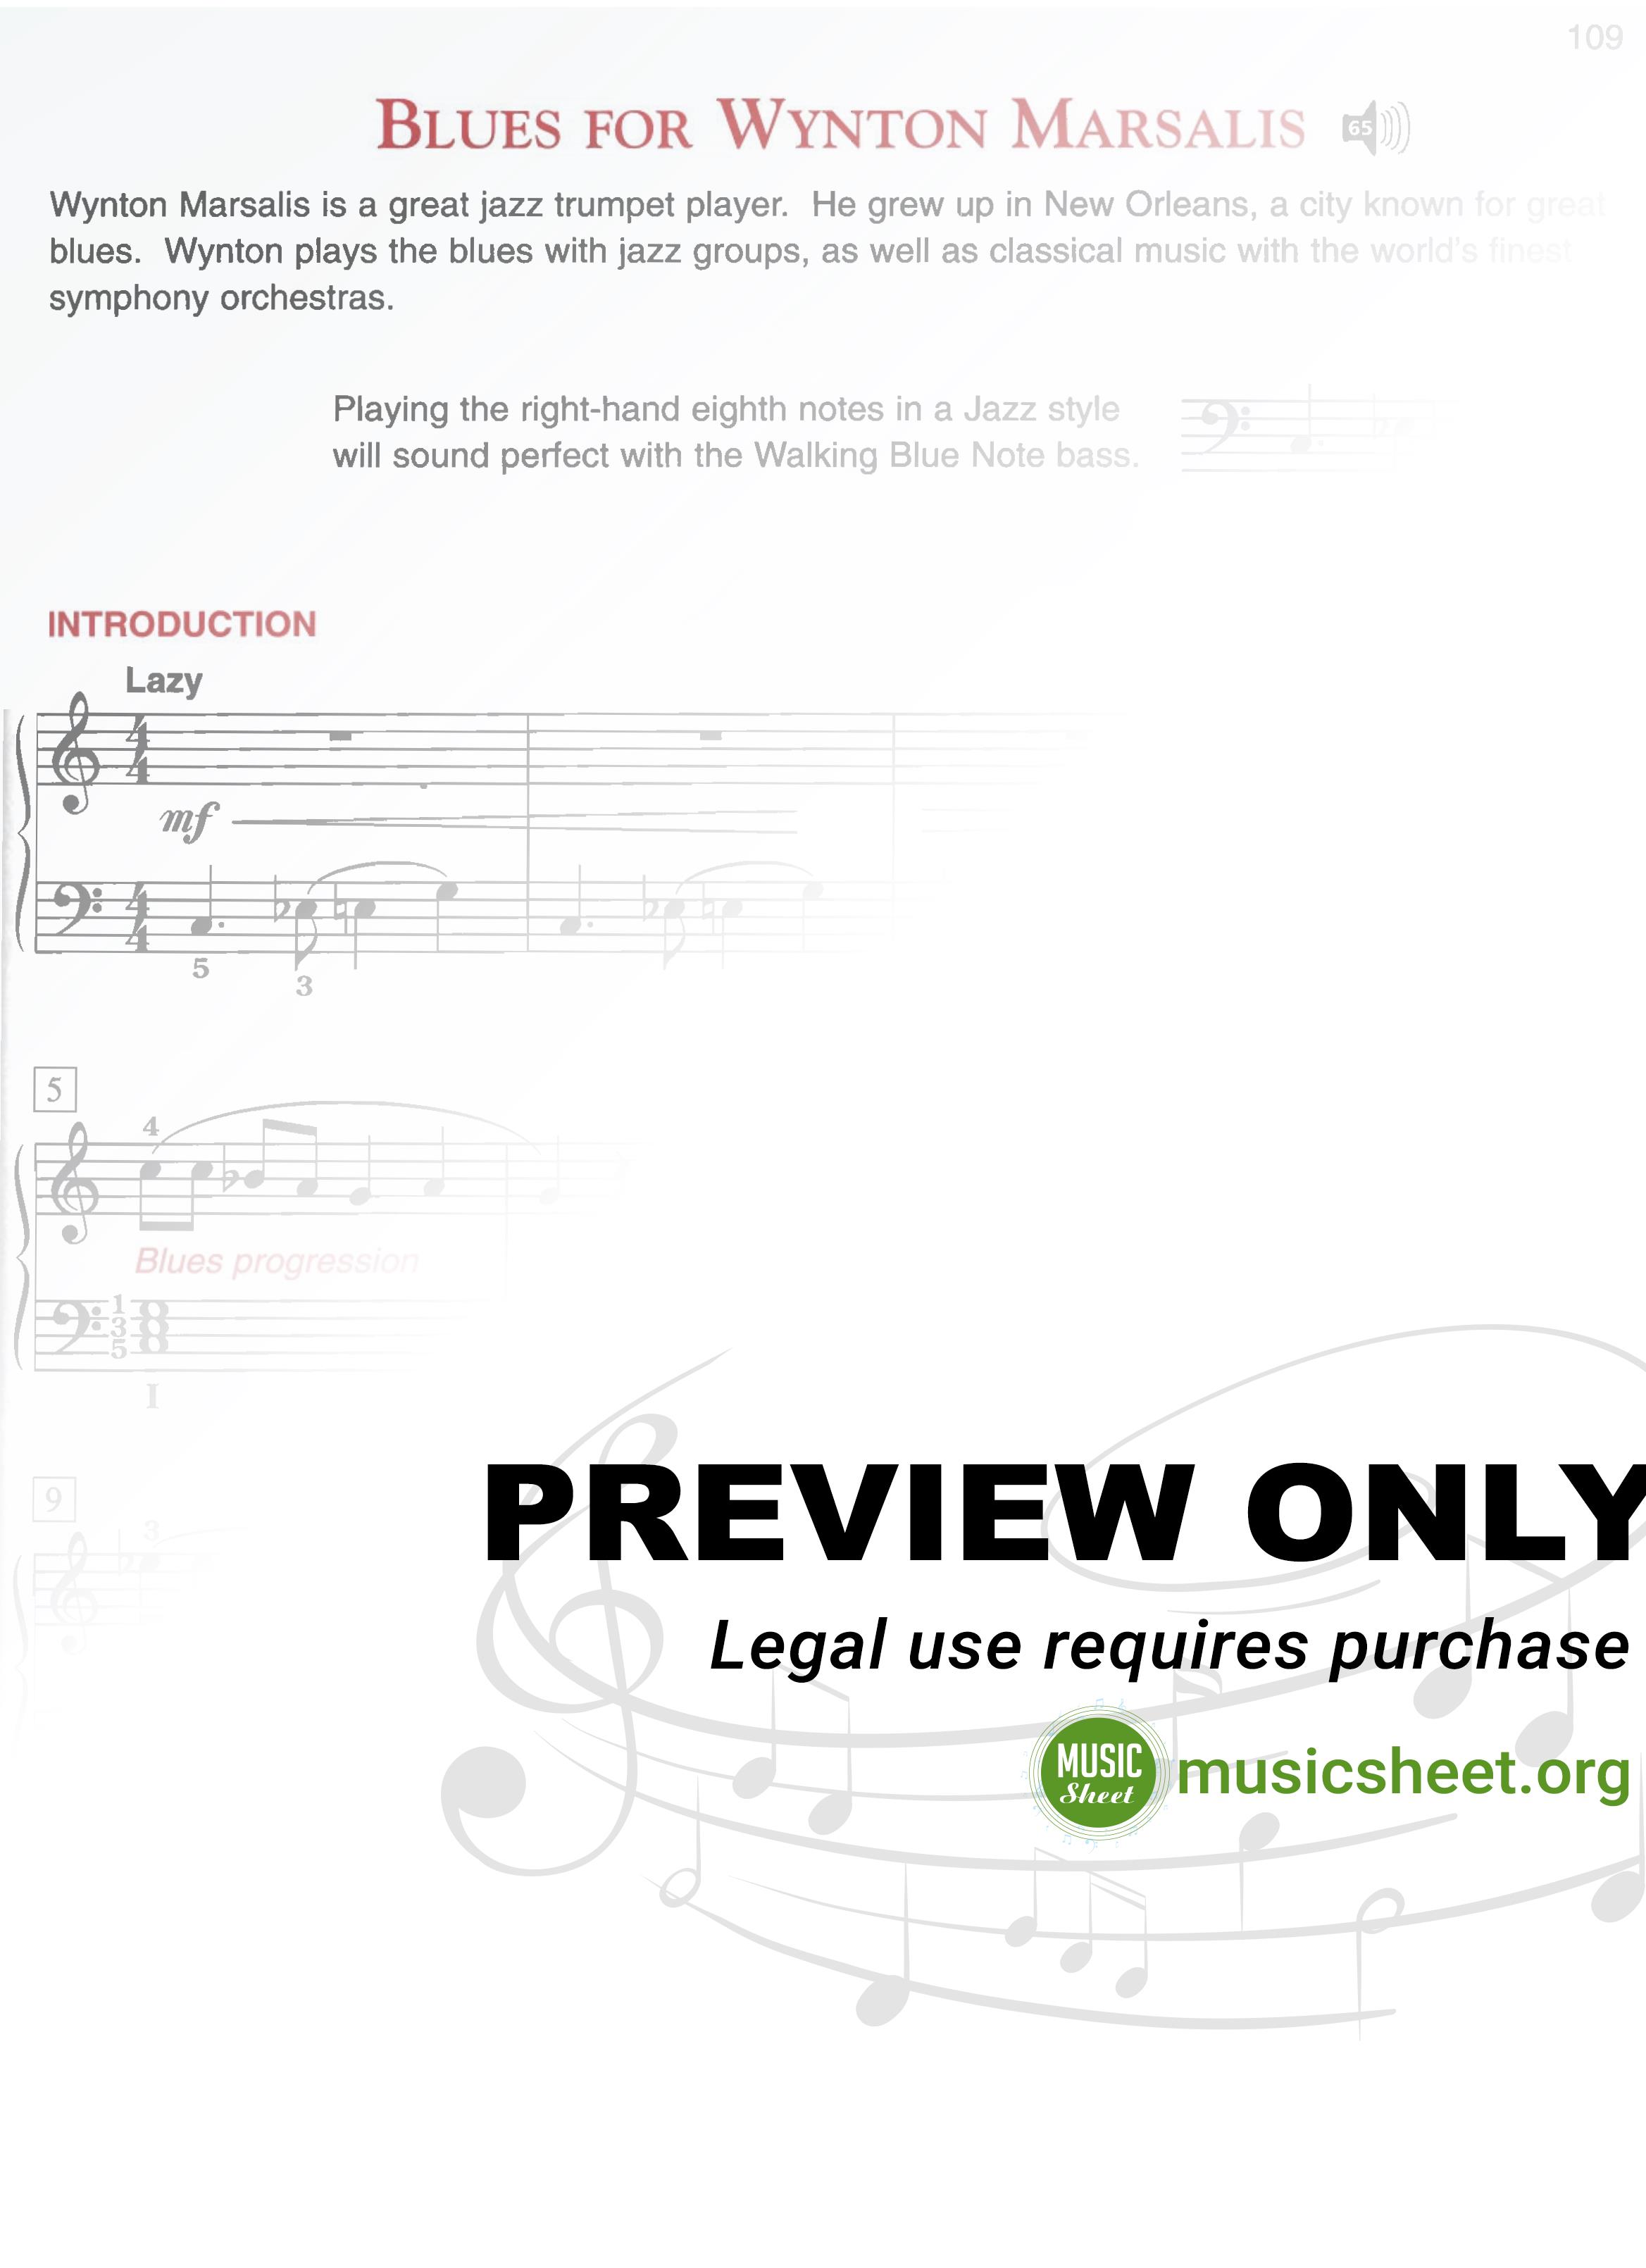 109
BLUES FOR WYNTON MARSALIS 65
Wynton Marsalis is a great jazz trumpet player. He grew up in New Orleans, a city known for great
blues. Wynton plays the blues with jazz groups, as well as classical music with the world's finest
symphony orchestras.
Playing the right-hand eighth notes in a Jazz style
will sound perfect with the Walking Blue Note bass.
INTRODUCTION
Lazy
4
4
mf
4
4
5
3
5
4
Blues progression
1
3
5
I
9
3
PREVIEW ONLY
Legal use requires purchase
MUSIC
Sheet
musicsheet.org